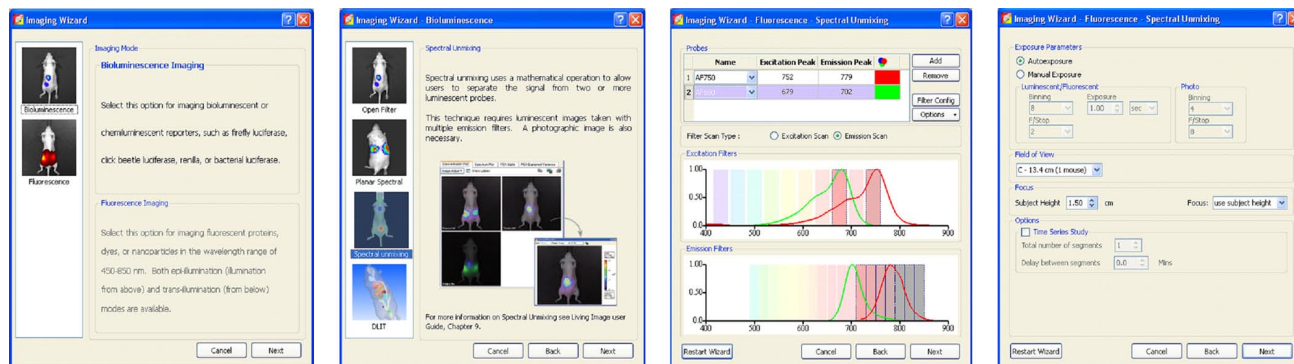 Imaging Wizard
Imaging Mode
Bioluminescence Imaging
Select this option for imaging bioluminescent or
chemiluminescent reporters, such as firefly luciferase,
click beetle luciferase, renilla, or bacterial luciferase.
Bioluminescence
Fluorescence
Fluorescence Imaging
Select this option for imaging fluorescent proteins,
dyes, or nanoparticles in the wavelength range of
450-850 nm. Both epi-illumination (illumination
from above) and trans-illumination (from below)
modes are available.
Cancel Next
Imaging Wizard - Bioluminescence
Open Filter
Planar Spectral
Spectral unmixing
DLIT
Spectral Unmixing
Spectral unmixing uses a mathematical operation to allow
users to separate the signal from two or more
luminescent probes.
This technique requires luminescent images taken with
multiple emission filters. A photographic image is also
necessary.
For more information on Spectral Unmixing see Living Image user
Guide, Chapter 9.
Cancel Back Next
Imaging Wizard - Fluorescence - Spectral Unmixing
Probes
Name Excitation Peak Emission Peak
1 AF750 752 779
2 679 702
Add
Remove
Filter Config
Options
Filter Scan Type : Excitation Scan Emission Scan
Excitation Filters
1.00
0.50
0.0
400 500 600 700 800 900
Emission Filters
1.00
0.50
0.0
400 500 600 700 800 900
Restart Wizard Cancel Back Next
Imaging Wizard - Fluorescence - Spectral Unmixing
Exposure Parameters
Autoexposure
Manual Exposure
Luminescent/Fluorescent
Binning Exposure
8 1.00 sec
F/Stop
2
Photo
Binning
4
F/Stop
8
Field of View
C - 13.4 cm (1 mouse)
Focus
Subject Height 1.50 cm Focus: use subject height
Options
Time Series Study
Total number of segments 1
Delay between segments 0.0 Mins
Restart Wizard Cancel Back Next